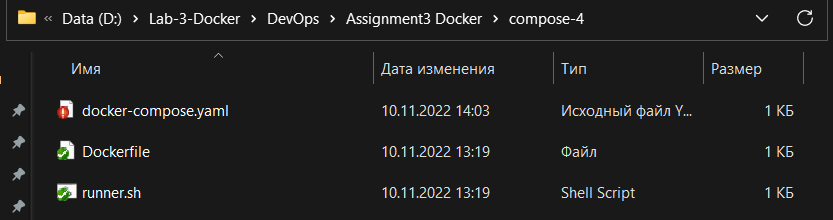 « Data (D:) > Lab-3-Docker > DevOps > Assignment3 Docker > compose-4
Имя Дата изменения Тип Размер
docker-compose.yaml 10.11.2022 14:03 Исходный файл Y... 1 КБ
Dockerfile 10.11.2022 13:19 Файл 1 КБ
runner.sh 10.11.2022 13:19 Shell Script 1 КБ